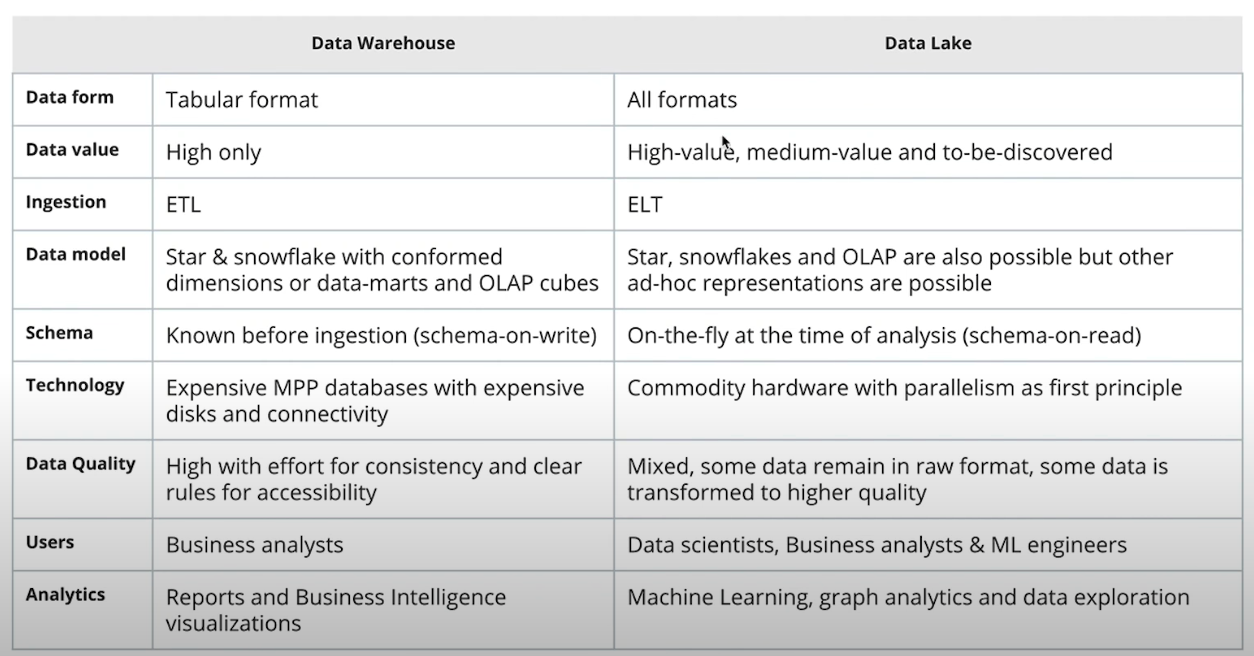 Data Warehouse Data Lake
Data form Tabular format All formats
Data value High only High-value, medium-value and to-be-discovered
Ingestion ETL ELT
Data model Star & snowflake with conformed Star, snowflakes and OLAP are also possible but other
dimensions or data-marts and OLAP cubes ad-hoc representations are possible
Schema Known before ingestion (schema-on-write) On-the-fly at the time of analysis (schema-on-read)
Technology Expensive MPP databases with expensive Commodity hardware with parallelism as first principle
disks and connectivity
Data Quality High with effort for consistency and clear Mixed, some data remain in raw format, some data is
rules for accessibility transformed to higher quality
Users Business analysts Data scientists, Business analysts & ML engineers
Analytics Reports and Business Intelligence Machine Learning, graph analytics and data exploration
visualizations